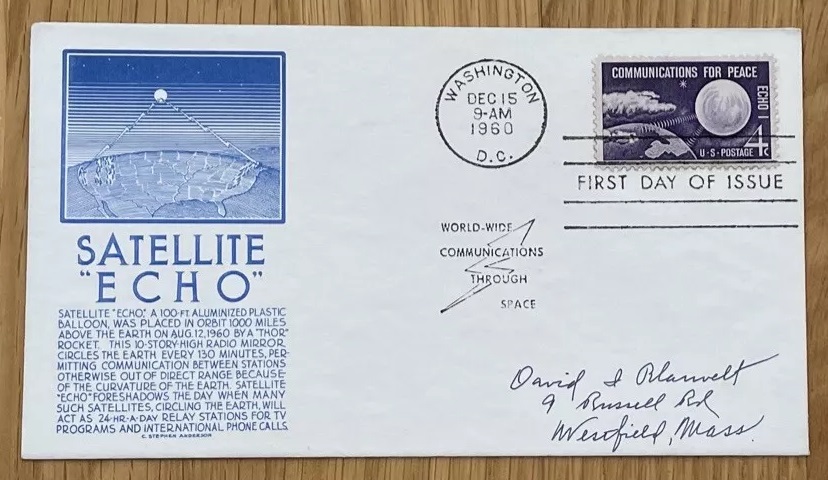 SATELLITE
"ECHO"
SATELLITE "ECHO," A 100-FT. ALUMINIZED PLASTIC
BALLOON, WAS PLACED IN ORBIT 1000 MILES
ABOVE THE EARTH ON AUG. 12, 1960 BY A "THOR"
ROCKET. THIS 10-STORY-HIGH RADIO MIRROR
CIRCLES THE EARTH EVERY 130 MINUTES, PER-
MITTING COMMUNICATION BETWEEN STATIONS
OTHERWISE OUT OF DIRECT RANGE BECAUSE
OF THE CURVATURE OF THE EARTH. SATELLITE
"ECHO" FORESHADOWS THE DAY WHEN MANY
SUCH SATELLITES, CIRCLING THE EARTH, WILL
ACT AS 24-HR-A-DAY RELAY STATIONS FOR TV
PROGRAMS AND INTERNATIONAL PHONE CALLS.
C. STEPHEN ANDERSON
WASHINGTON
DEC 15
9-AM
1960
D.C.
COMMUNICATIONS FOR PEACE
ECHO I
4c
U·S·POSTAGE
FIRST DAY OF ISSUE
WORLD-WIDE
COMMUNICATIONS
THROUGH
SPACE
David I Blauvelt
9 Russell Rd
Westfield, Mass.